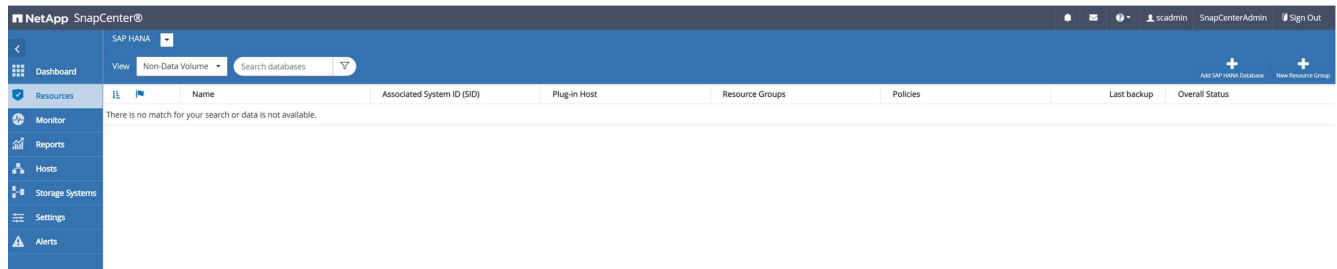 NetApp SnapCenter®
scadmin SnapCenterAdmin Sign Out
SAP HANA
View Non-Data Volume Search databases
Add SAP HANA Database New Resource Group
Name Associated System ID (SID) Plug-in Host Resource Groups Policies Last backup Overall Status
There is no match for your search or data is not available.
Dashboard
Resources
Monitor
Reports
Hosts
Storage Systems
Settings
Alerts